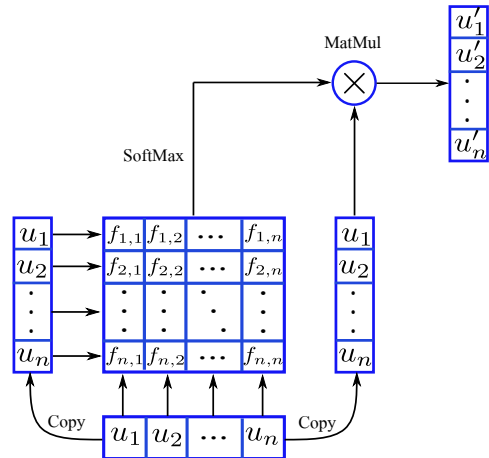 u′₁
MatMul
u′₂
.
.
.
SoftMax
u′ₙ
u₁ f₁,₁ f₁,₂ ... f₁,ₙ u₁
u₂ f₂,₁ f₂,₂ ... f₂,ₙ u₂
. . . . . .
. . . . . .
. . . . . .
uₙ fₙ,₁ fₙ,₂ ... fₙ,ₙ uₙ
Copy Copy
u₁ u₂ ... uₙ